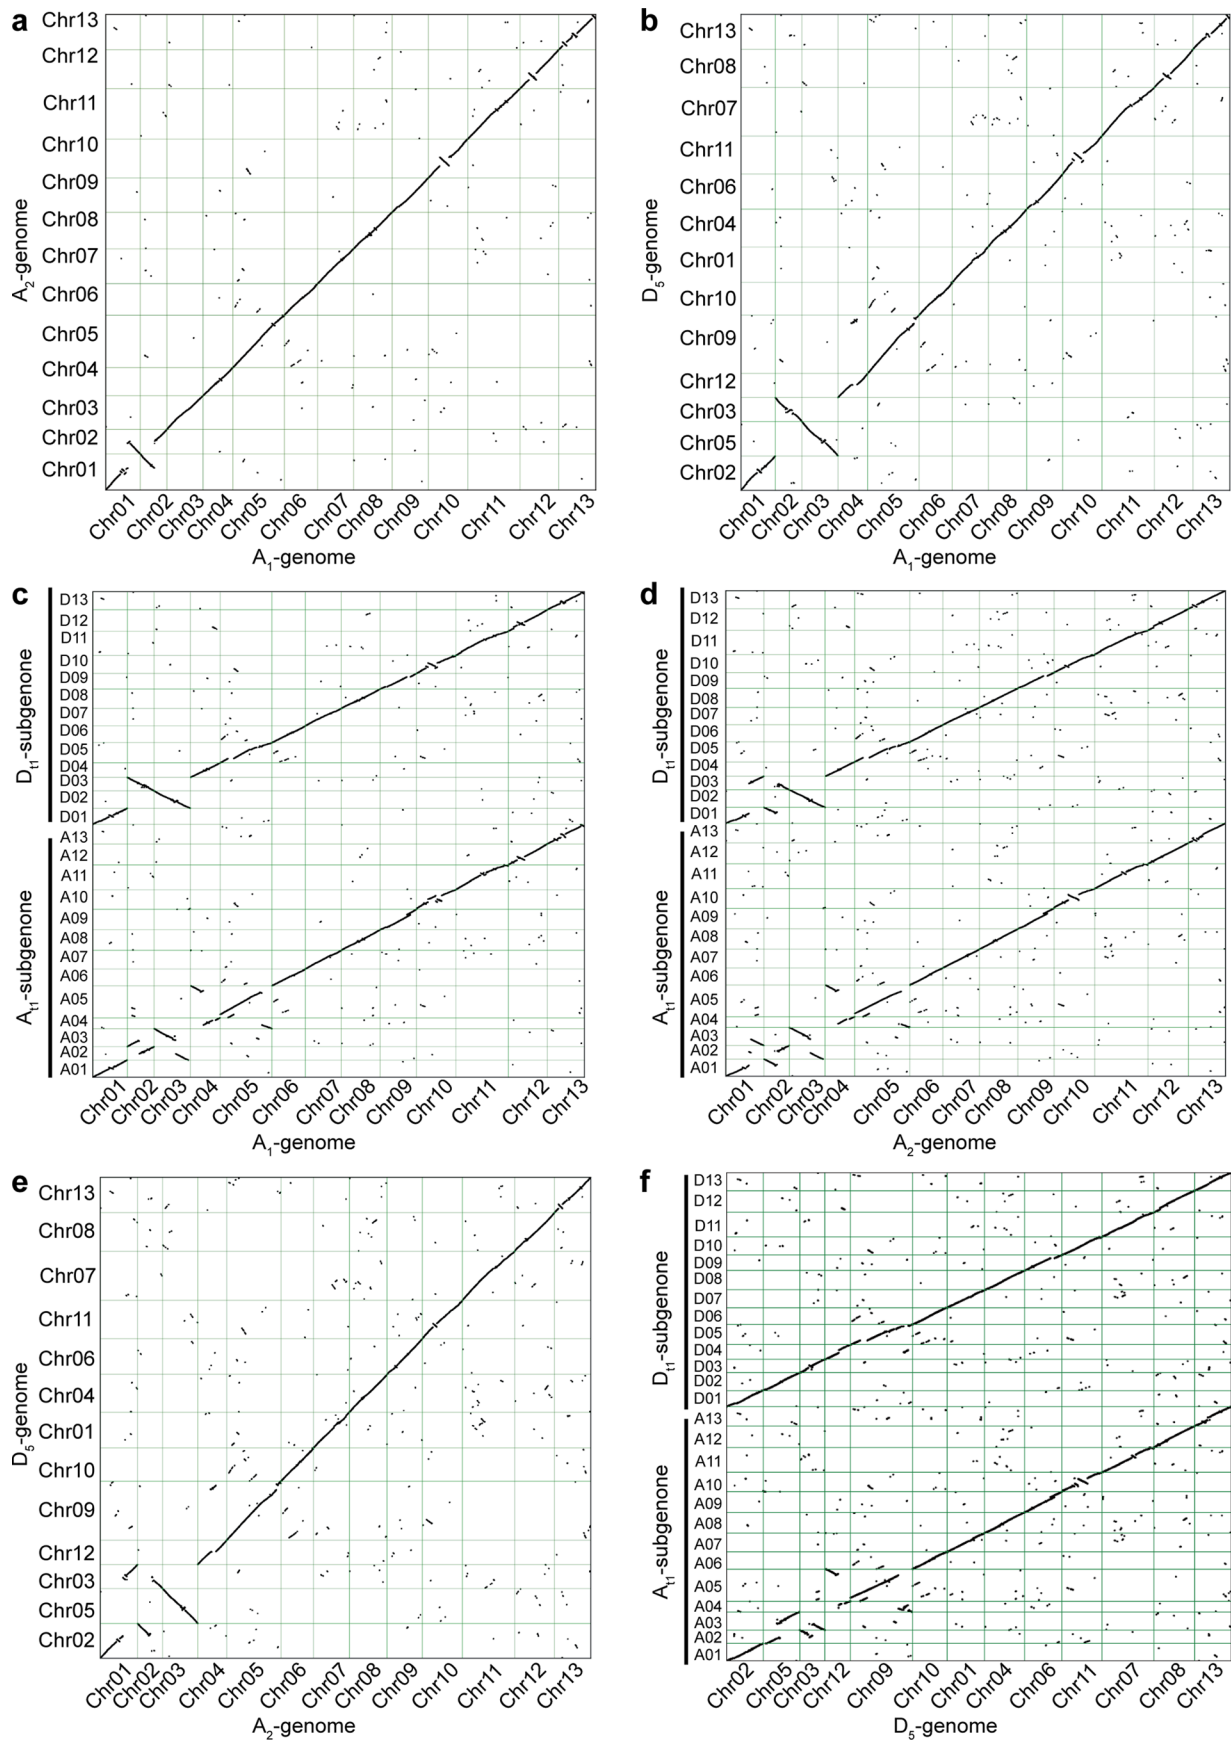 a
Chr13
Chr12
Chr11
Chr10
Chr09
Chr08
Chr07
Chr06
Chr05
Chr04
Chr03
Chr02
Chr01
A2-genome
Chr01
Chr02
Chr03
Chr04
Chr05
Chr06
Chr07
Chr08
Chr09
Chr10
Chr11
Chr12
Chr13
A1-genome
b
Chr13
Chr08
Chr07
Chr11
Chr06
Chr04
Chr01
Chr10
Chr09
Chr12
Chr03
Chr05
Chr02
D5-genome
Chr01
Chr02
Chr03
Chr04
Chr05
Chr06
Chr07
Chr08
Chr09
Chr10
Chr11
Chr12
Chr13
A1-genome
c
D13
D12
D11
D10
D09
D08
D07
D06
D05
D04
D03
D02
D01
Dt1-subgenone
A13
A12
A11
A10
A09
A08
A07
A06
A05
A04
A03
A02
A01
At1-subgenone
Chr01
Chr02
Chr03
Chr04
Chr05
Chr06
Chr07
Chr08
Chr09
Chr10
Chr11
Chr12
Chr13
A1-genome
d
D13
D12
D11
D10
D09
D08
D07
D06
D05
D04
D03
D02
D01
Dt1-subgenone
A13
A12
A11
A10
A09
A08
A07
A06
A05
A04
A03
A02
A01
At1-subgenone
Chr01
Chr02
Chr03
Chr04
Chr05
Chr06
Chr07
Chr08
Chr09
Chr10
Chr11
Chr12
Chr13
A2-genome
e
Chr13
Chr08
Chr07
Chr11
Chr06
Chr04
Chr01
Chr10
Chr09
Chr12
Chr03
Chr05
Chr02
D5-genome
Chr01
Chr02
Chr03
Chr04
Chr05
Chr06
Chr07
Chr08
Chr09
Chr10
Chr11
Chr12
Chr13
A2-genome
f
D13
D12
D11
D10
D09
D08
D07
D06
D05
D04
D03
D02
D01
Dt1-subgenone
A13
A12
A11
A10
A09
A08
A07
A06
A05
A04
A03
A02
A01
At1-subgenone
Chr02
Chr05
Chr03
Chr12
Chr09
Chr10
Chr01
Chr04
Chr06
Chr11
Chr07
Chr08
Chr13
D5-genome